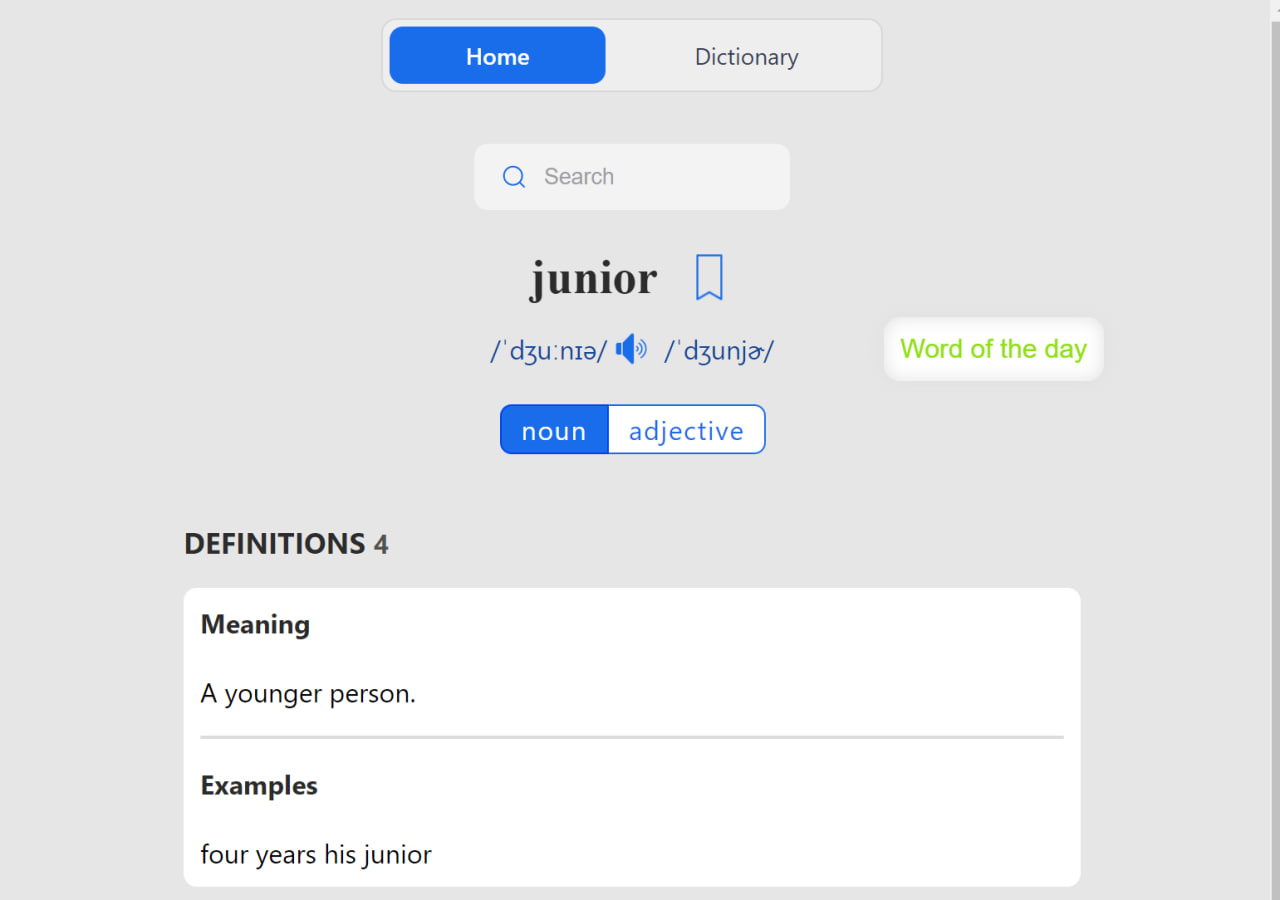 Home Dictionary
Search
junior
/ˈdʒuːnɪə/ /ˈdʒunjɚ/
Word of the day
noun adjective
DEFINITIONS 4
Meaning
A younger person.
Examples
four years his junior